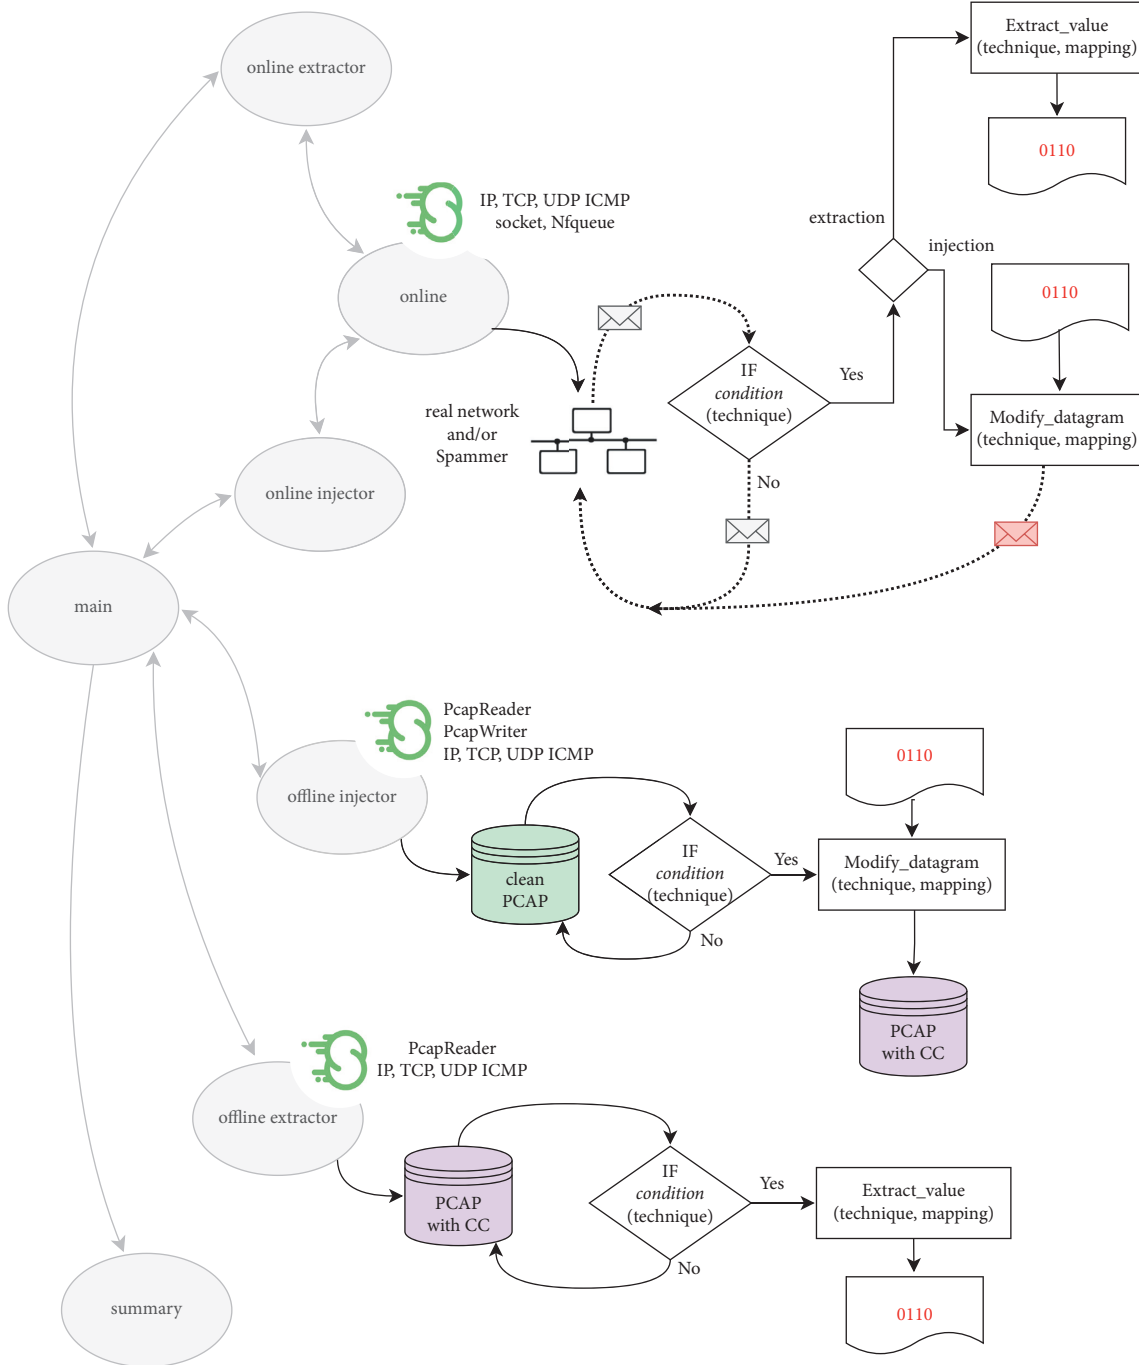 online extractor
Extract_value
(technique, mapping)
0110
IP, TCP, UDP ICMP
socket, Nfqueue
extraction
injection
online
0110
IF
condition
(technique)
Yes
No
real network
and/or
Spammer
Modify_datagram
(technique, mapping)
online injector
main
PcapReader
PcapWriter
IP, TCP, UDP ICMP
offline injector
clean
PCAP
IF
condition
(technique)
Yes
No
0110
Modify_datagram
(technique, mapping)
PCAP
with CC
PcapReader
IP, TCP, UDP ICMP
offline extractor
PCAP
with CC
IF
condition
(technique)
Yes
No
Extract_value
(technique, mapping)
0110
summary